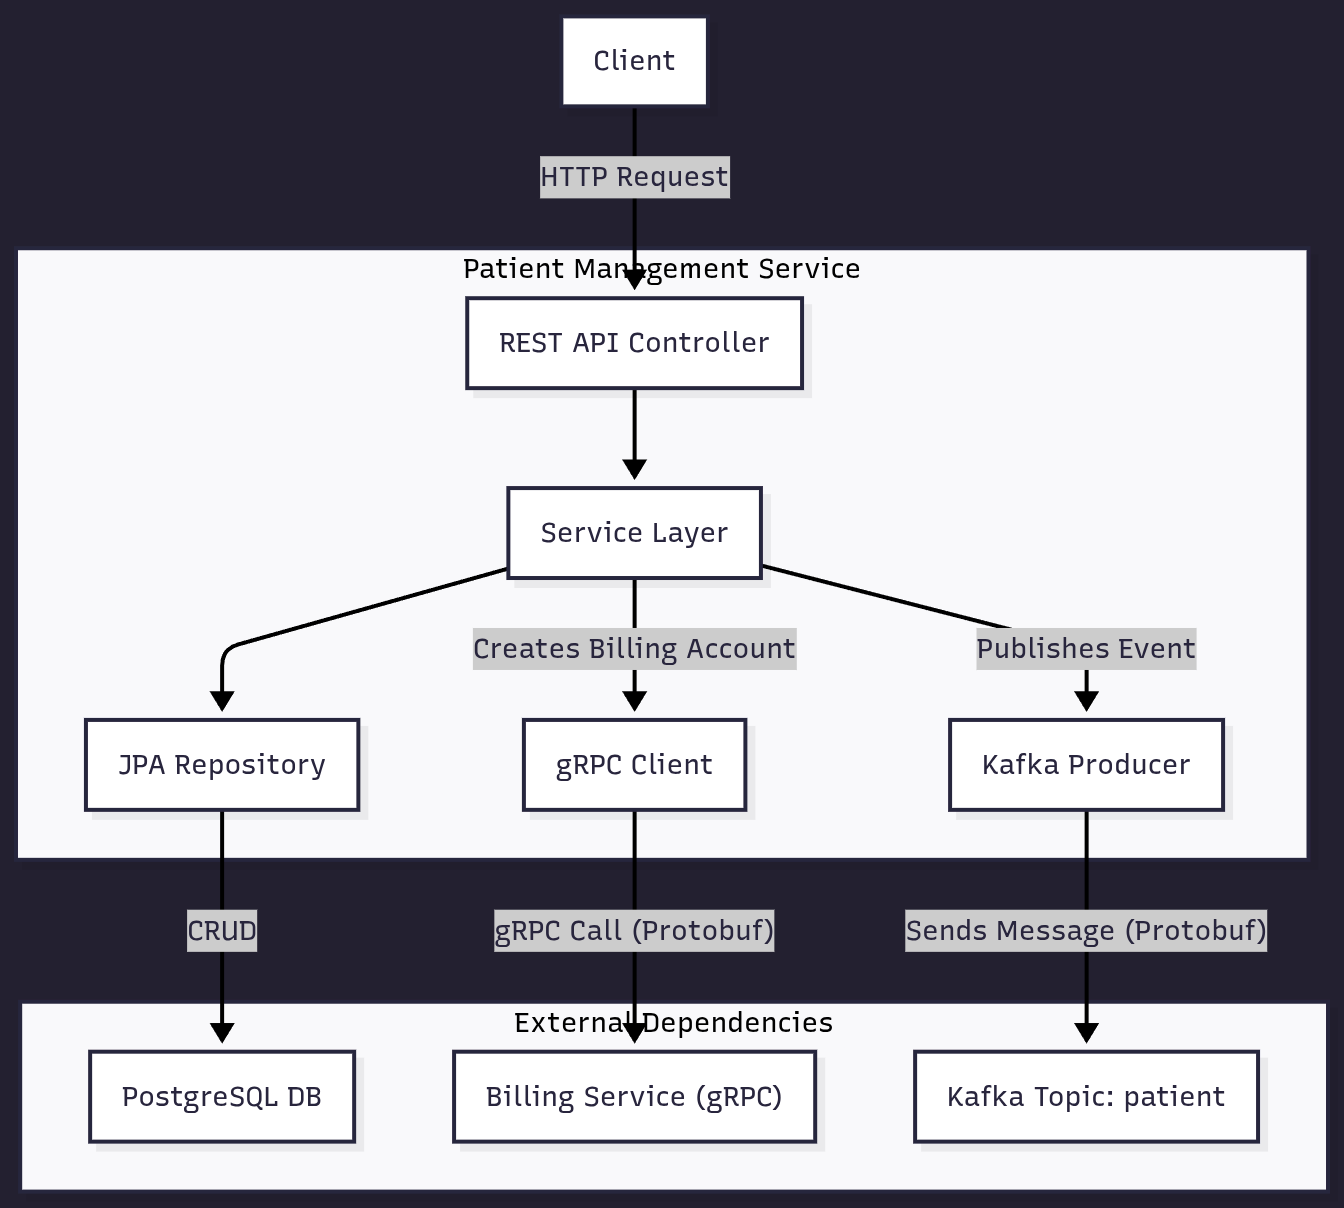 Client
HTTP Request
Patient Management Service
REST API Controller
Service Layer
Creates Billing Account
Publishes Event
JPA Repository
gRPC Client
Kafka Producer
CRUD
gRPC Call (Protobuf)
Sends Message (Protobuf)
External Dependencies
PostgreSQL DB
Billing Service (gRPC)
Kafka Topic: patient